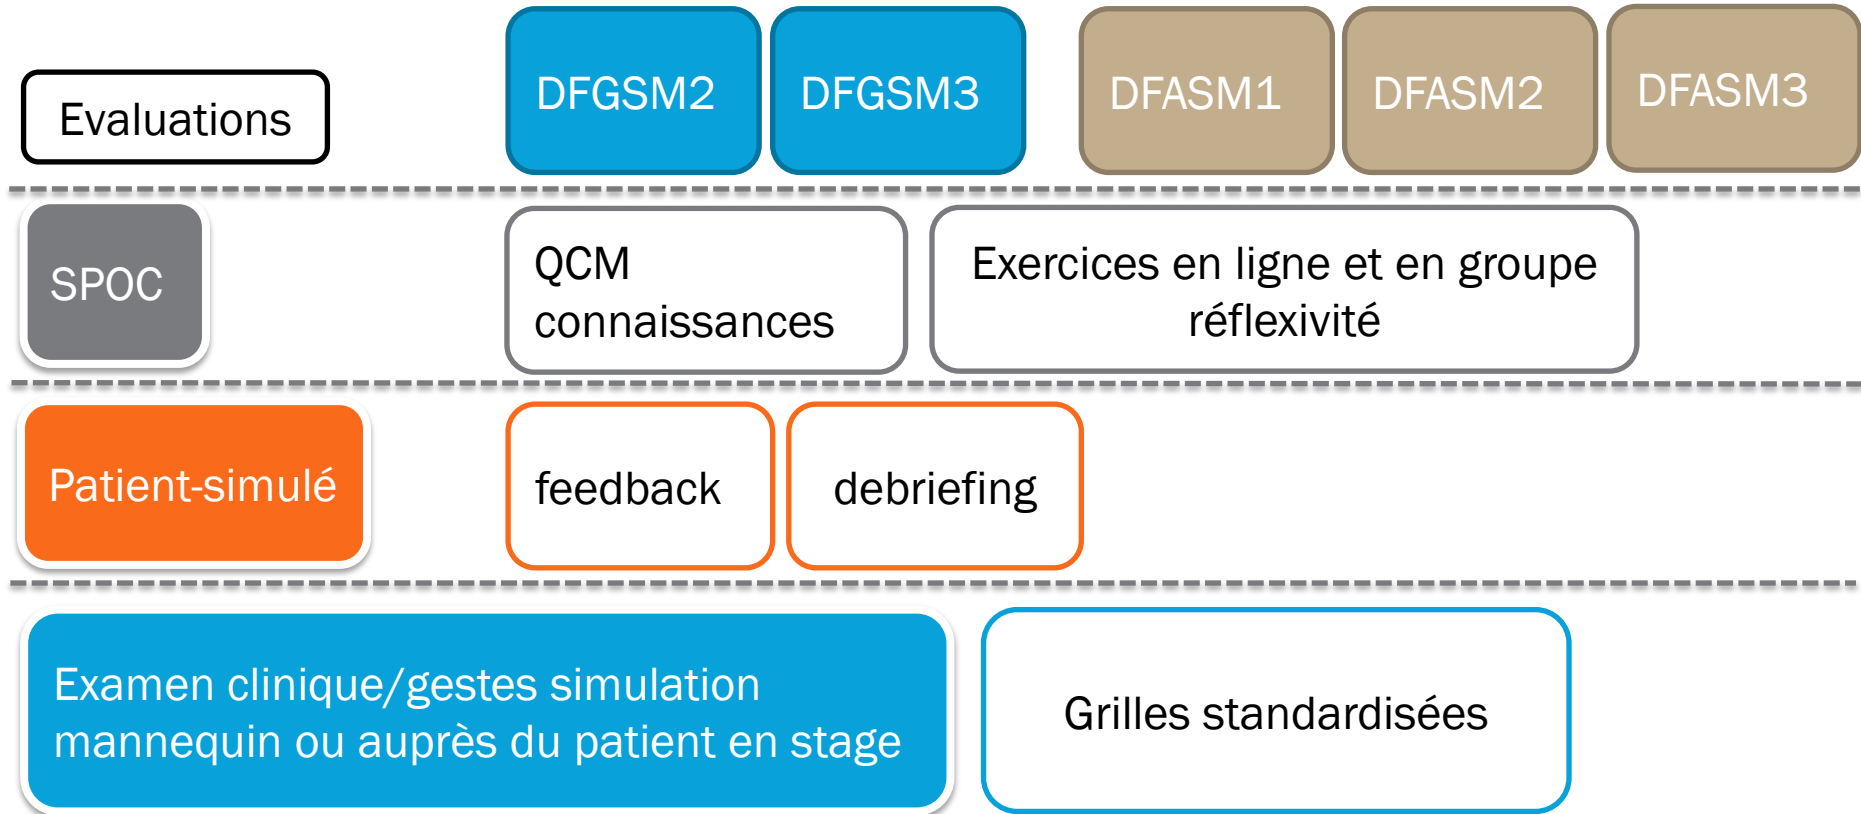 Evaluations
DFGSM2
DFGSM3
DFASM1
DFASM2
DFASM3
SPOC
QCM
connaissances
Exercices en ligne et en groupe
réflexivité
Patient-simulé
feedback
debriefing
Examen clinique/gestes simulation
mannequin ou auprès du patient en stage
Grilles standardisées